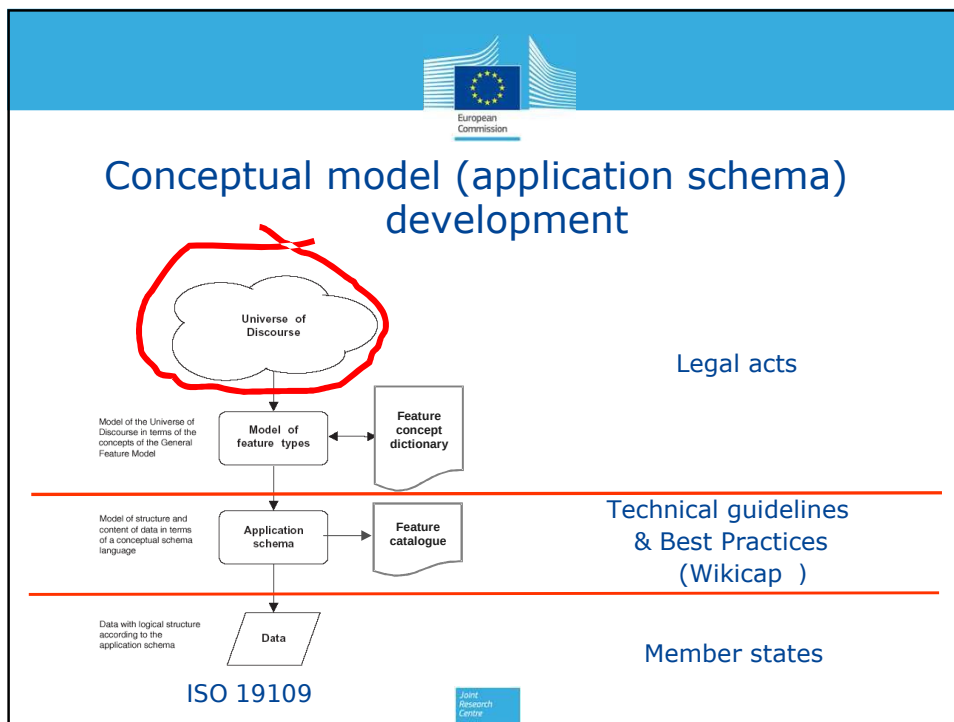 European
Commission
Conceptual model (application schema)
development
Universe of
Discourse
Legal acts
Model of the Universe of
Discourse in terms of the
concepts of the General
Feature Model
Model of
feature types
Feature
concept
dictionary
Model of structure and
content of data in terms
of a conceptual schema
language
Application
schema
Feature
catalogue
Technical guidelines
& Best Practices
(Wikicap )
Data with logical structure
according to the
application schema
Data
Member states
ISO 19109
Joint
Research
Centre